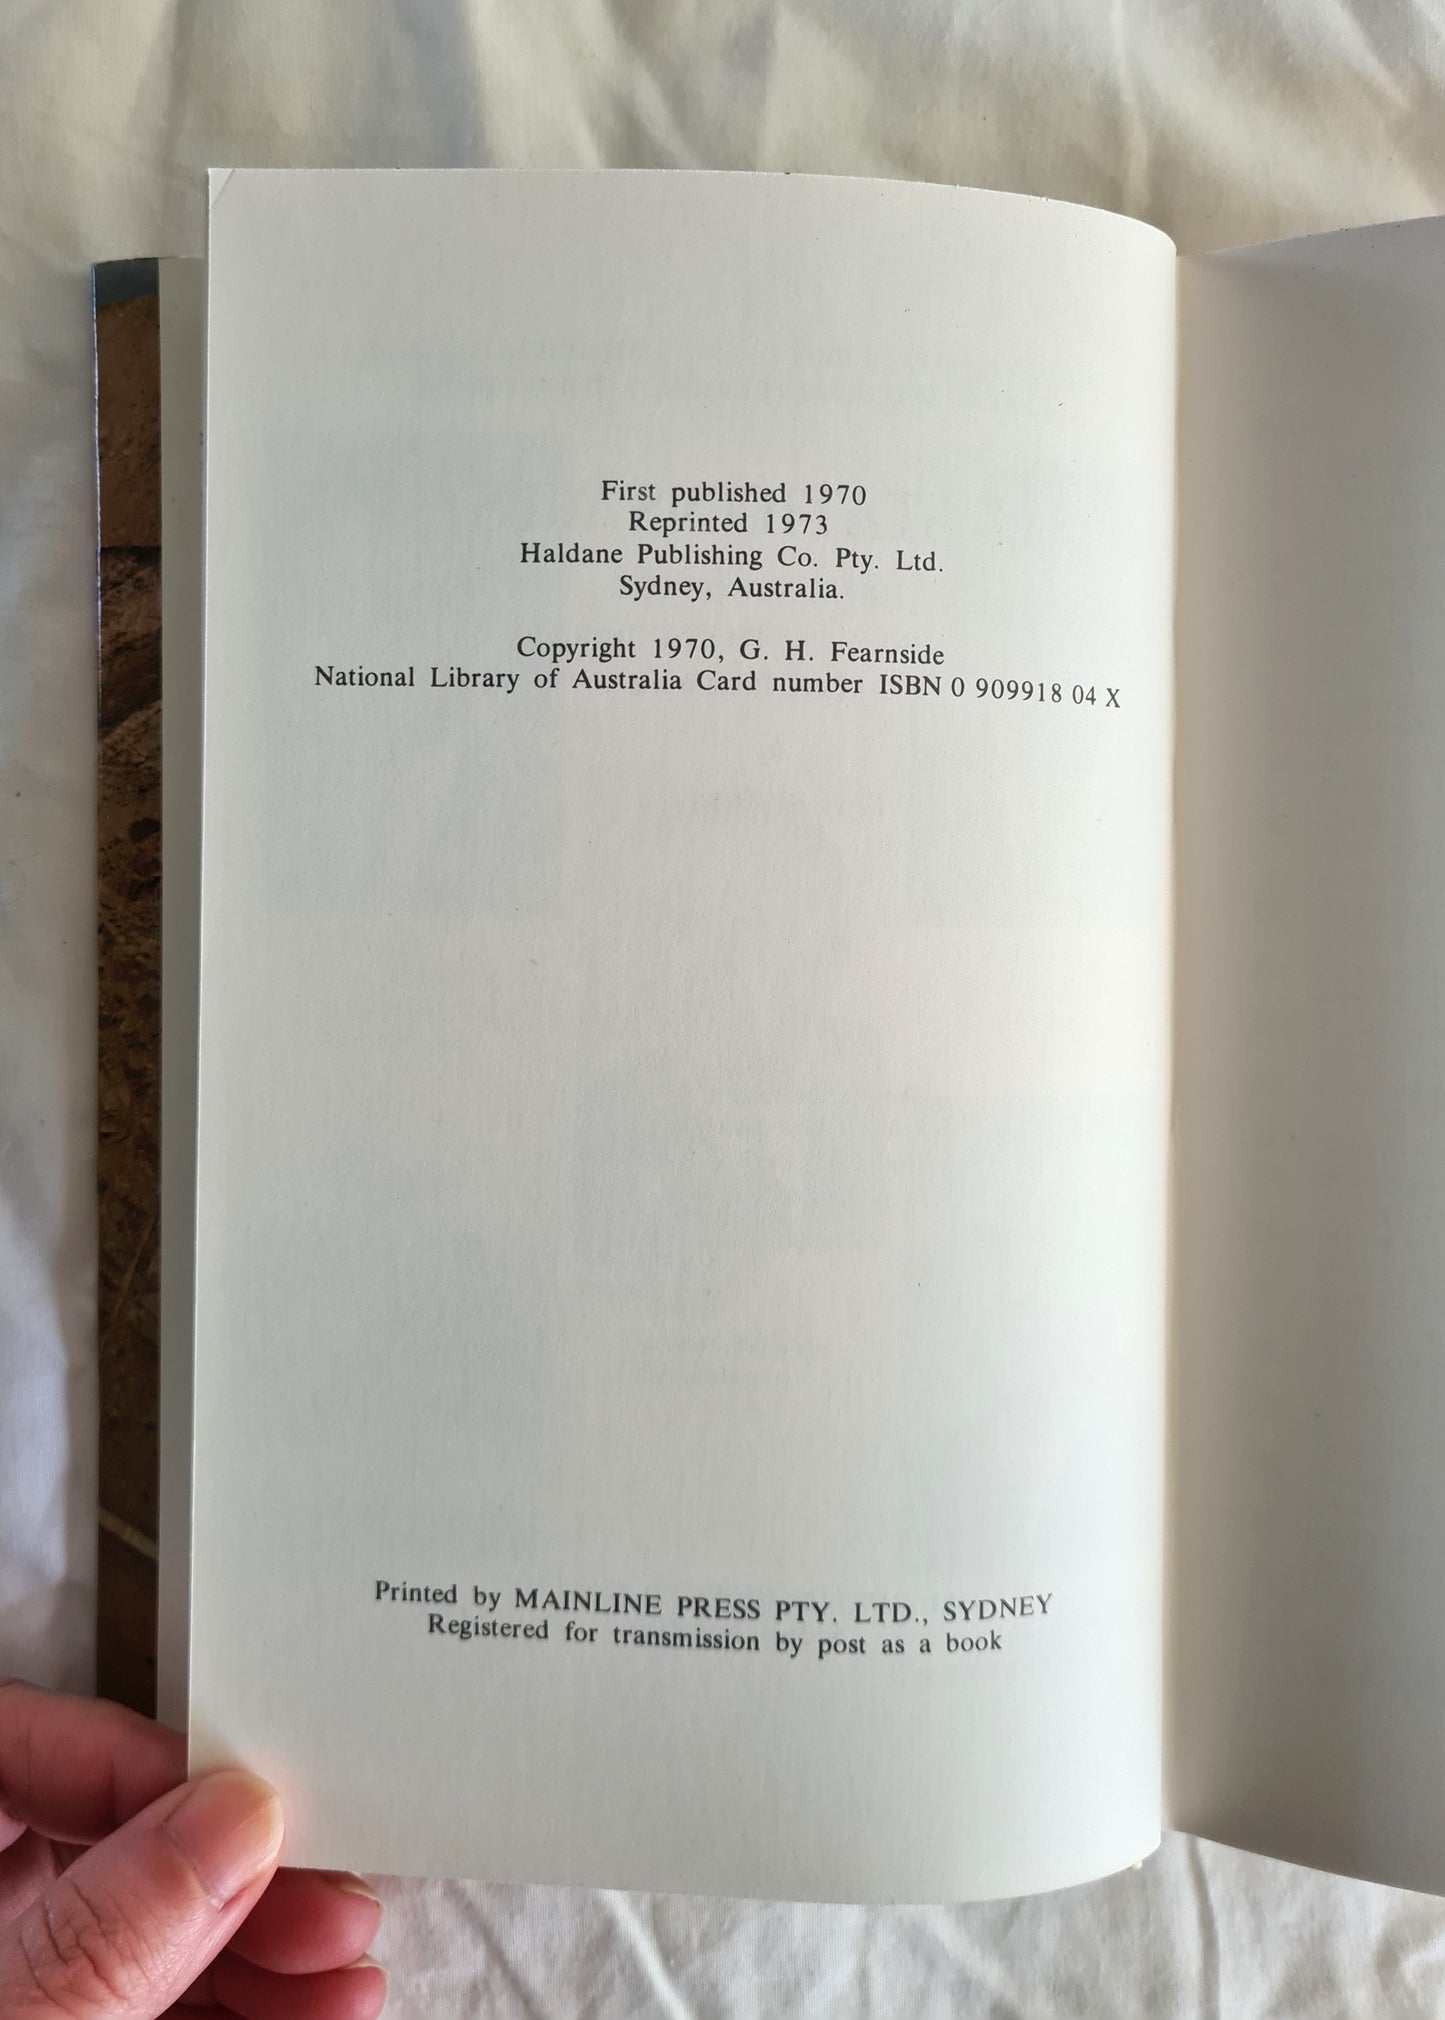 First published 1970
Reprinted 1973
Haldane Publishing Co. Pty. Ltd.
Sydney, Australia.
Copyright 1970, G. H. Fearnside
National Library of Australia Card number ISBN 0 909918 04 X
Printed by MAINLINE PRESS PTY. LTD., SYDNEY
Registered for transmission by post as a book